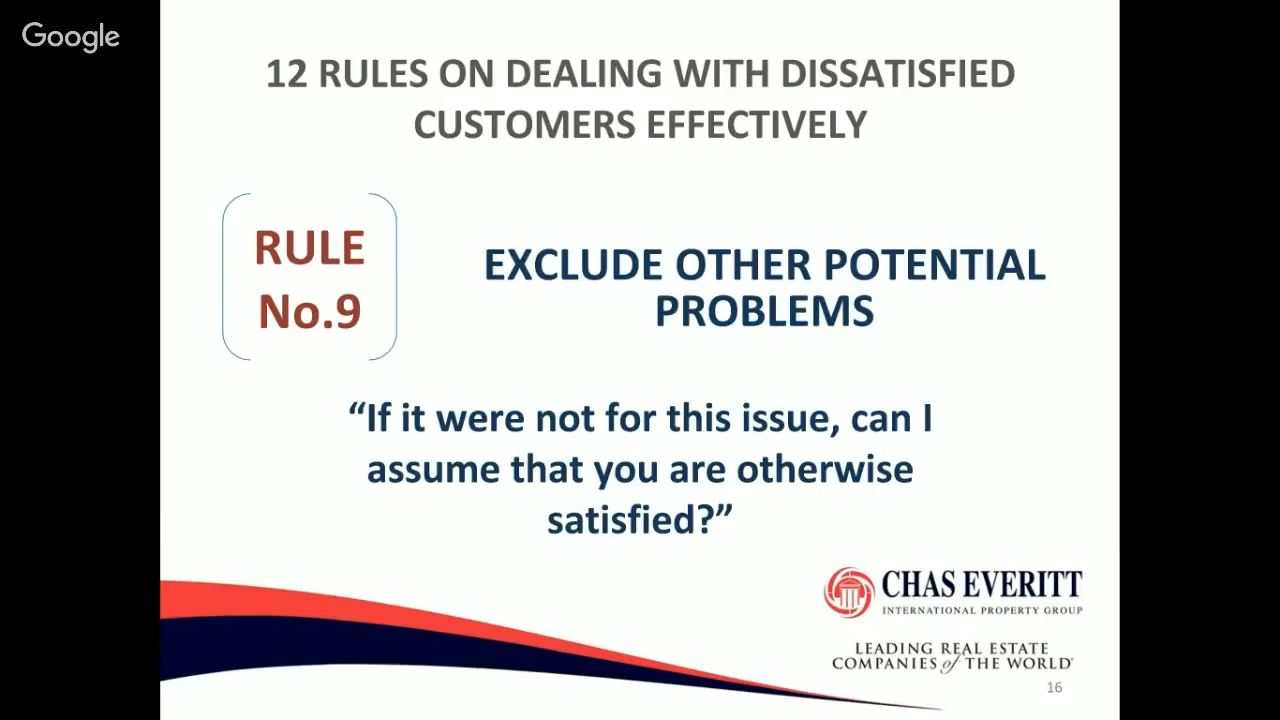 Google
12 RULES ON DEALING WITH DISSATISFIED
CUSTOMERS EFFECTIVELY
RULE
No.9
EXCLUDE OTHER POTENTIAL
PROBLEMS
“If it were not for this issue, can I
assume that you are otherwise
satisfied?”
CHAS EVERITT
INTERNATIONAL PROPERTY GROUP
LEADING REAL ESTATE
COMPANIES of THE WORLD
16